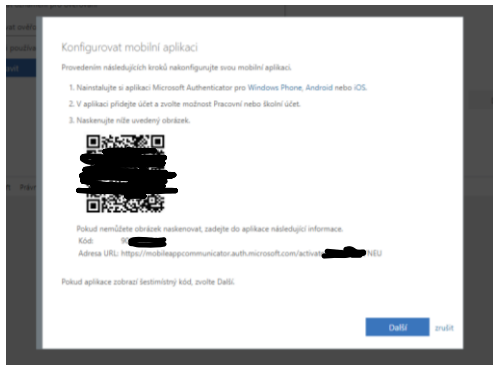 Konfigurovat mobilní aplikaci
Provedením následujících kroků nakonfigurujte svou mobilní aplikaci.
1. Nainstalujte si aplikaci Microsoft Authenticator pro Windows Phone, Android nebo iOS.
2. V aplikaci přidejte účet a zvolte možnost Pracovní nebo školní účet.
3. Naskenujte níže uvedený obrázek.
Pokud nemůžete obrázek naskenovat, zadejte do aplikace následující informace.
Kód: 90
Adresa URL: https://mobileappcommunicator.auth.microsoft.com/activat NEU
Pokud aplikace zobrazí šestimístný kód, zvolte Další.
Další zrušit